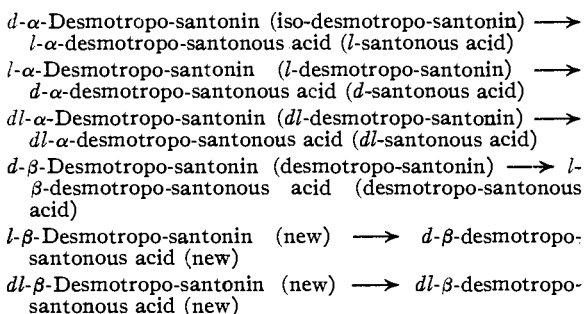 d-α-Desmotropo-santonin (iso-desmotropo-santonin) ⟶
l-α-desmotropo-santonous acid (l-santonous acid)
l-α-Desmotropo-santonin (l-desmotropo-santonin) ⟶
d-α-desmotropo-santonous acid (d-santonous acid)
dl-α-Desmotropo-santonin (dl-desmotropo-santonin) ⟶
dl-α-desmotropo-santonous acid (dl-santonous acid)
d-β-Desmotropo-santonin (desmotropo-santonin) ⟶ l-
β-desmotropo-santonous acid (desmotropo-santonous
acid)
l-β-Desmotropo-santonin (new) ⟶ d-β-desmotropo-
santonous acid (new)
dl-β-Desmotropo-santonin (new) ⟶ dl-β-desmotropo-
santonous acid (new)